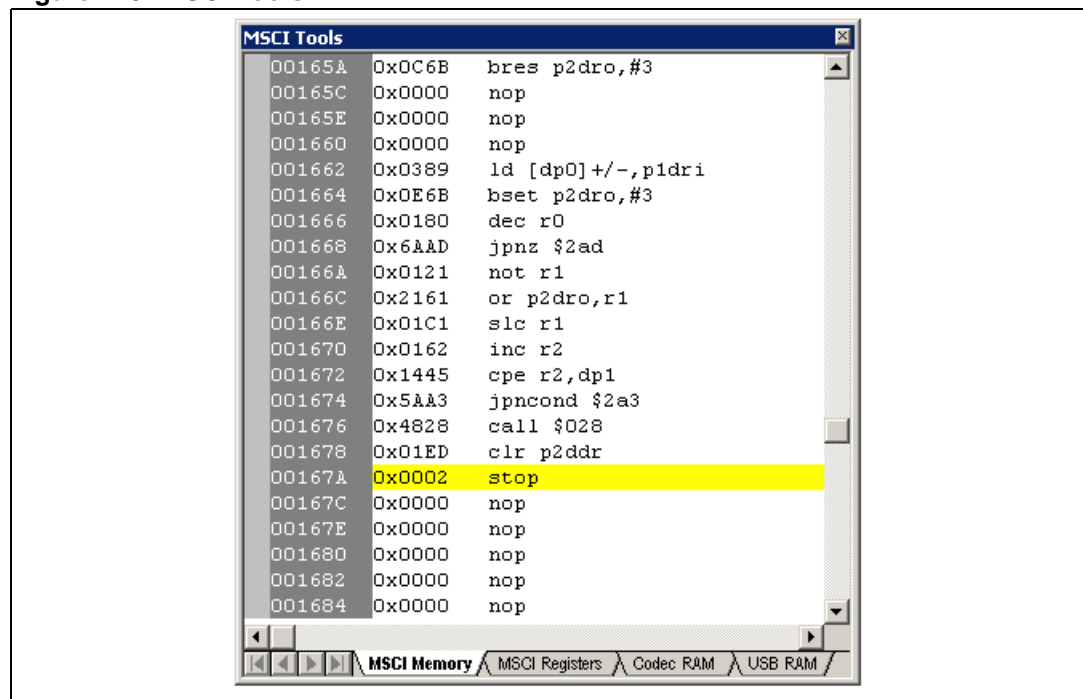 MSCI Tools
00165A 0x0C6B bres p2dro,#3
00165C 0x0000 nop
00165E 0x0000 nop
001660 0x0000 nop
001662 0x0389 ld [dp0]+/-,p1dri
001664 0x0E6B bset p2dro,#3
001666 0x0180 dec r0
001668 0x6AAD jpnz $2ad
00166A 0x0121 not r1
00166C 0x2161 or p2dro,r1
00166E 0x01C1 slc r1
001670 0x0162 inc r2
001672 0x1445 cpe r2,dp1
001674 0x5AA3 jpncond $2a3
001676 0x4828 call $028
001678 0x01ED clr p2ddr
00167A 0x0002 stop
00167C 0x0000 nop
00167E 0x0000 nop
001680 0x0000 nop
001682 0x0000 nop
001684 0x0000 nop
MSCI Memory MSCI Registers Codec RAM USB RAM